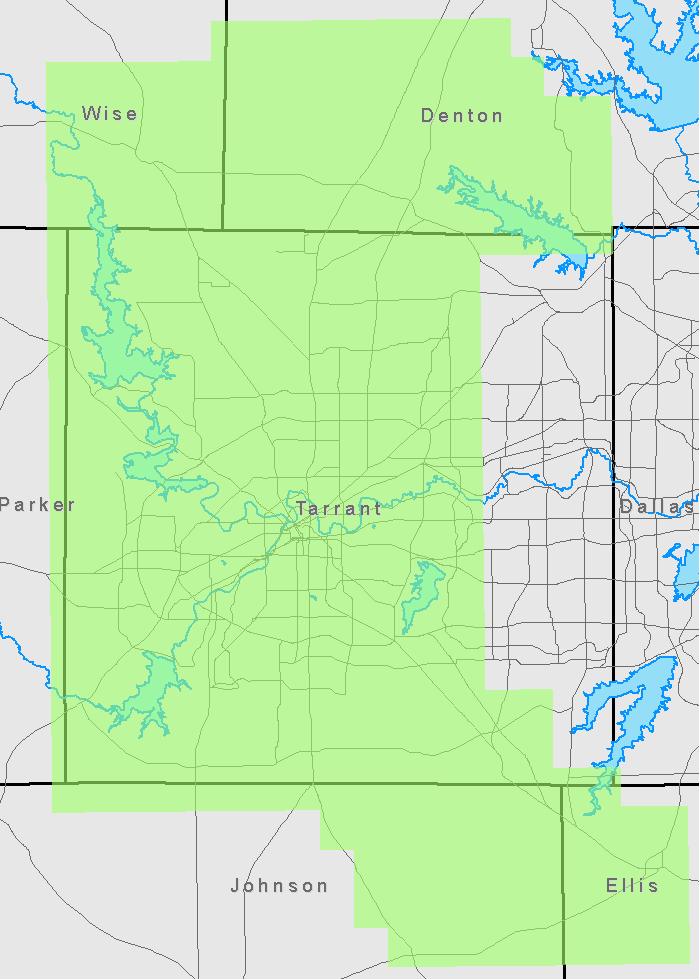 Wise
Denton
Parker
Tarrant
Dallas
Johnson
Ellis